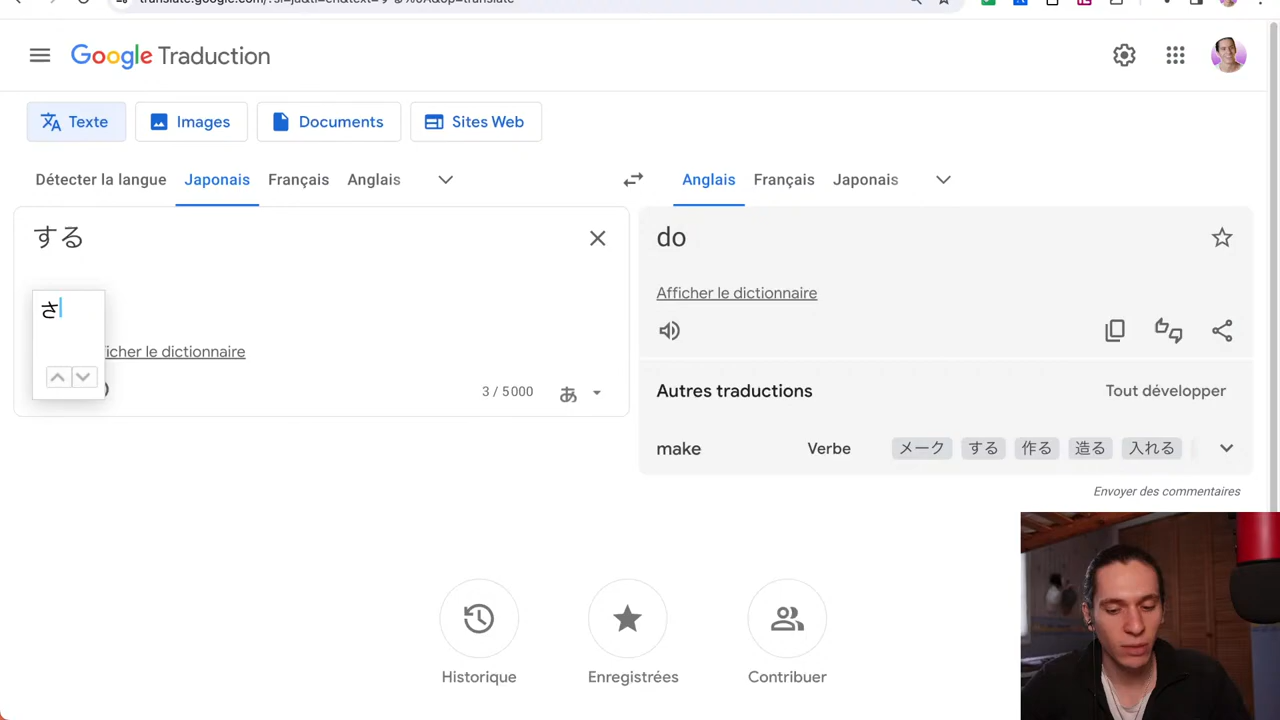 Google Traduction
Texte
Images
Documents
Sites Web
Détecter la langue
Japonais
Français
Anglais
Anglais
Français
Japonais
する
do
さ
Afficher le dictionnaire
icher le dictionnaire
3 / 5 000
あ
Autres traductions
Tout développer
make
Verbe
メーク
する
作る
造る
入れる
Envoyer des commentaires
Historique
Enregistrées
Contribuer